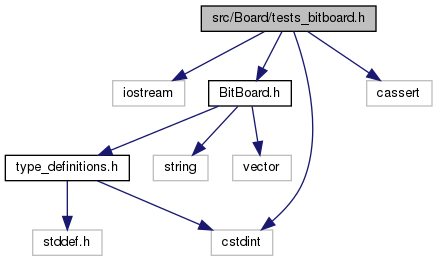 src/Board/tests_bitboard.h
iostream
BitBoard.h
cassert
type_definitions.h
string
vector
stddef.h
cstdint